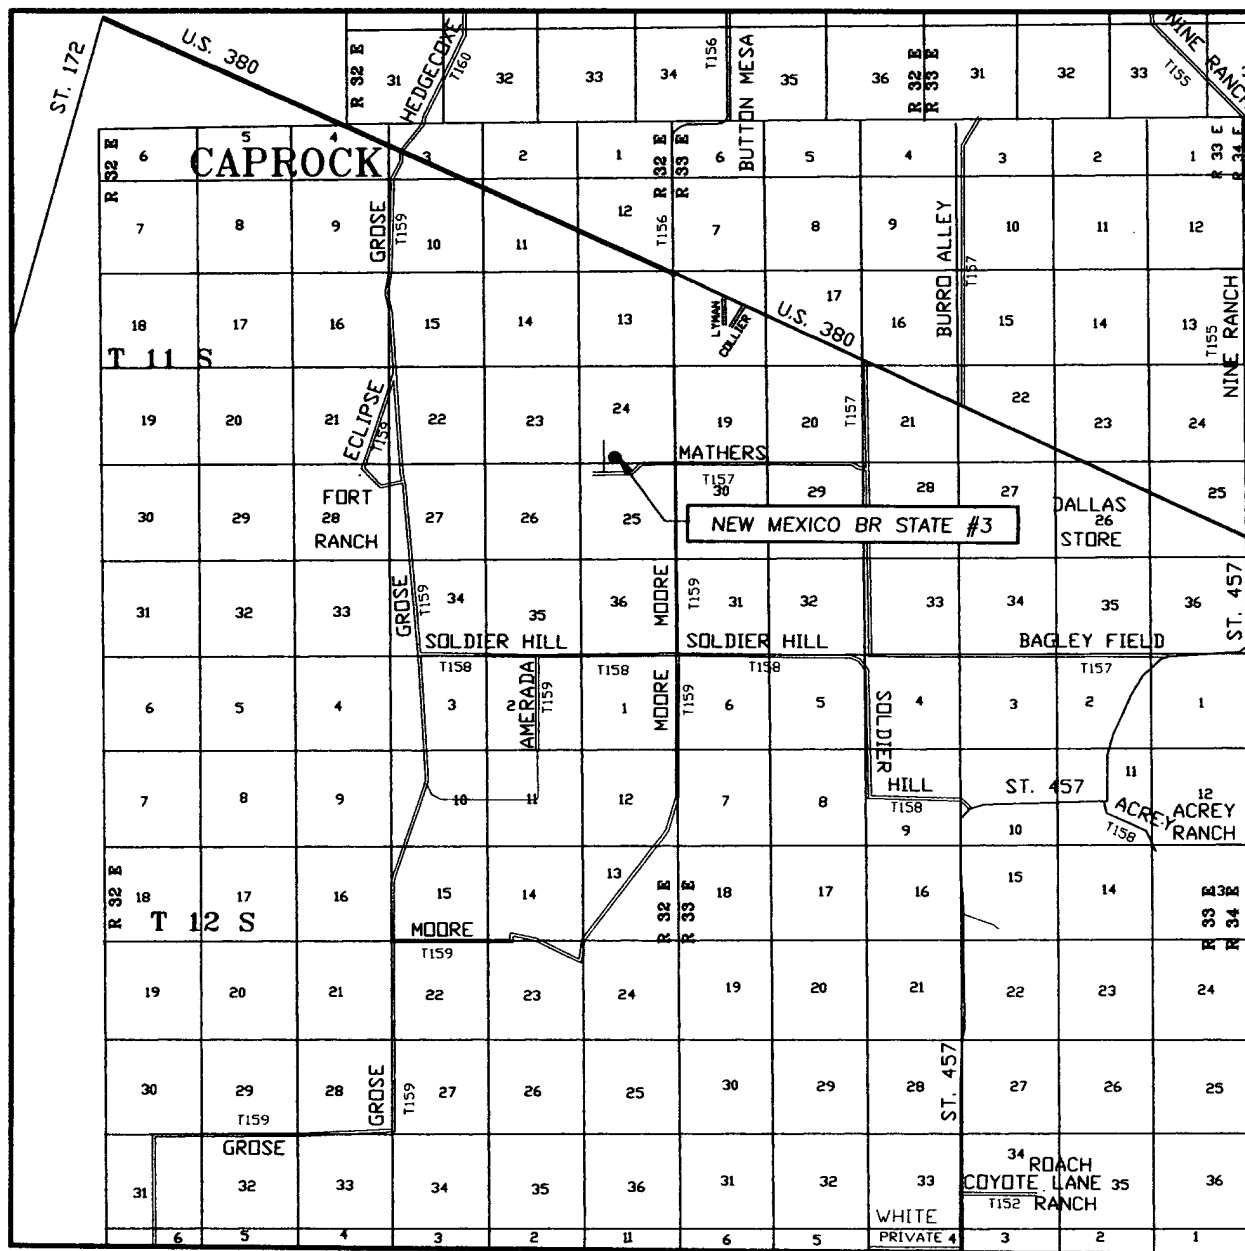 ST. 172
U.S. 380
R 32 E
31
HEDGECOXE
T160
32
33
34
T156
BUTTON MESA
35
36
R 32 E
R 33 E
31
32
33
NINE RANCH
T155
R 32 E
6
5
4
CAPROCK
3
2
1
R 32 E
R 33 E
6
5
4
3
2
1
R 33 E
R 34 E
7
8
9
GROSE
T159
10
11
12
T156
7
8
9
BURRO ALLEY
T157
10
11
12
18
17
16
15
14
13
LYMAN
COLLIER
17
U.S. 380
16
15
14
13
T155
NINE RANCH
T 11 S
19
20
21
ECLIPSE
T159
22
23
24
19
20
T157
21
22
23
24
MATHERS
T157
30
29
28
FORT
RANCH
27
26
25
30
29
28
27
DALLAS
26
STORE
25
NEW MEXICO BR STATE #3
31
32
33
GROSE
T159
34
35
36
MOORE
T159
31
32
33
34
35
36
ST. 457
SOLDIER HILL
SOLDIER HILL
BAGLEY FIELD
T158
T158
T158
T157
6
5
4
3
2
AMERADA
T159
1
MOORE
T159
6
5
SOLDIER
4
3
2
1
7
8
9
10
11
12
7
8
HILL
T158
9
ST. 457
10
11
ACREY
T158
12
ACREY
RANCH
R 32 E
18
17
16
15
14
13
R 32 E
R 33 E
18
17
16
15
14
13
R 33 E
R 34 E
T 12 S
MOORE
T159
19
20
21
22
23
24
19
20
21
22
23
24
30
29
28
GROSE
T159
27
26
25
30
29
28
ST. 457
27
26
25
T159
GROSE
31
32
33
34
35
36
31
32
33
34
ROACH
COYOTE LANE
RANCH
T152
35
36
WHITE
PRIVATE
6
5
4
3
2
6
5
4
3
2
1